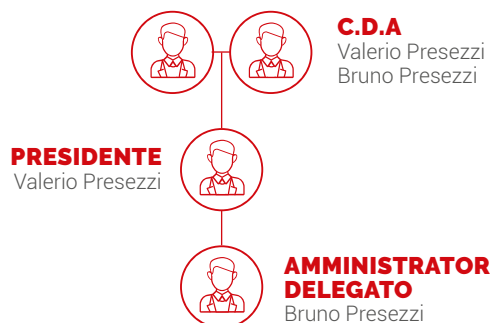 C.D.A
Valerio Presezzi
Bruno Presezzi
PRESIDENTE
Valerio Presezzi
AMMINISTRATOR
DELEGATO
Bruno Presezzi